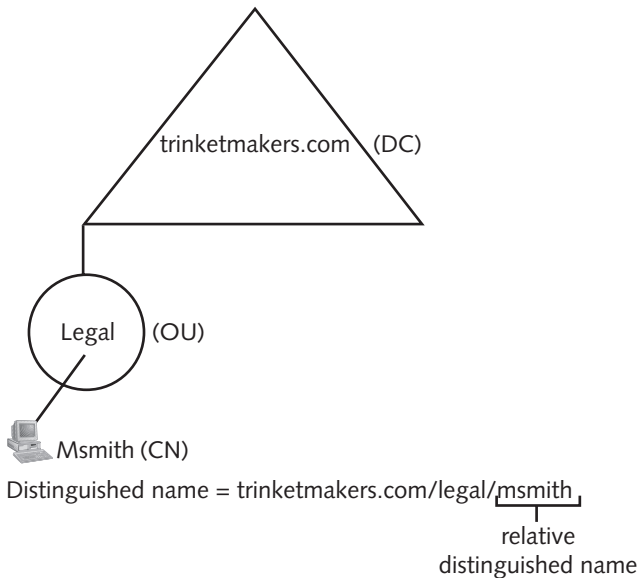 trinketmakers.com (DC)
Legal (OU)
Msmith (CN)
Distinguished name = trinketmakers.com/legal/msmith
relative
distinguished name